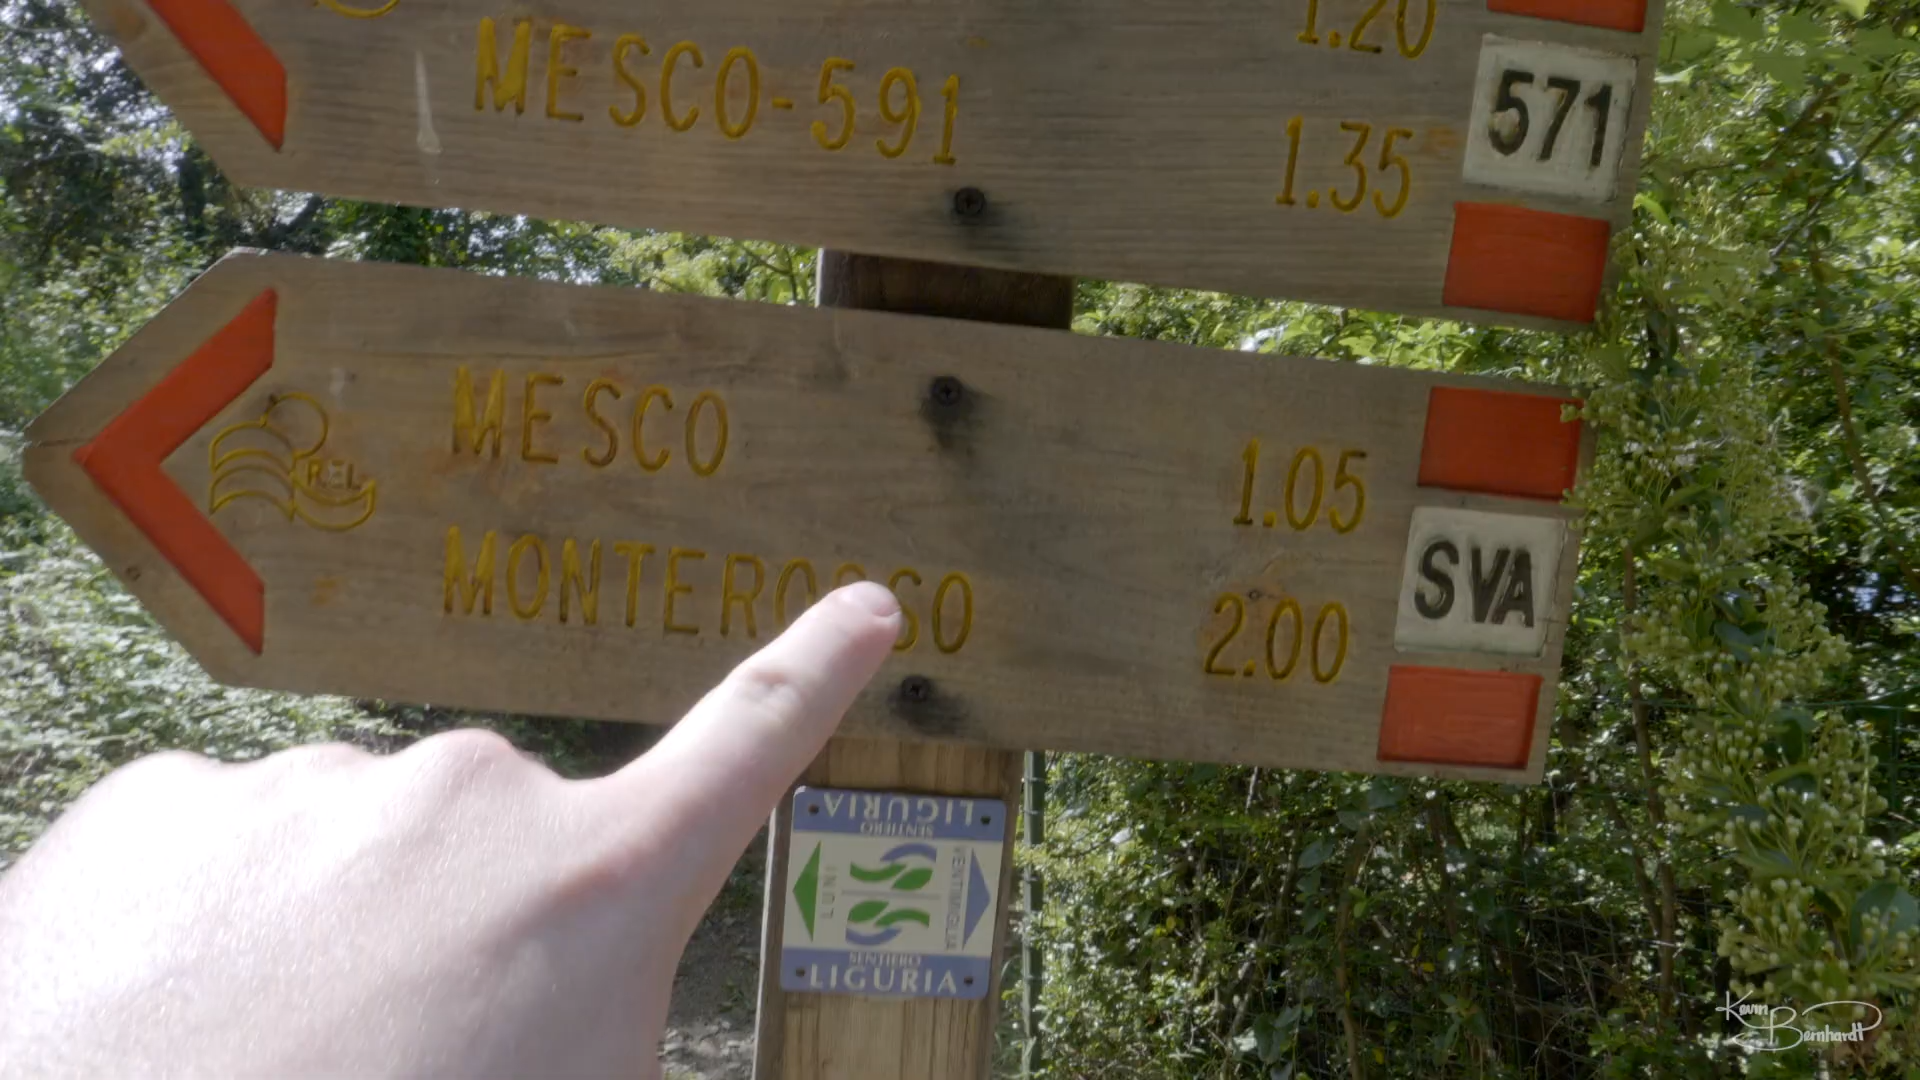 1.20
MESCO-591 1.35
571
REL
MESCO 1.05
MONTEROSSO 2.00
SVA
LIGURIA
SENTIERO
LUNI
VENTIMIGLIA
SENTIERO
LIGURIA
Kevin
Bernhardt